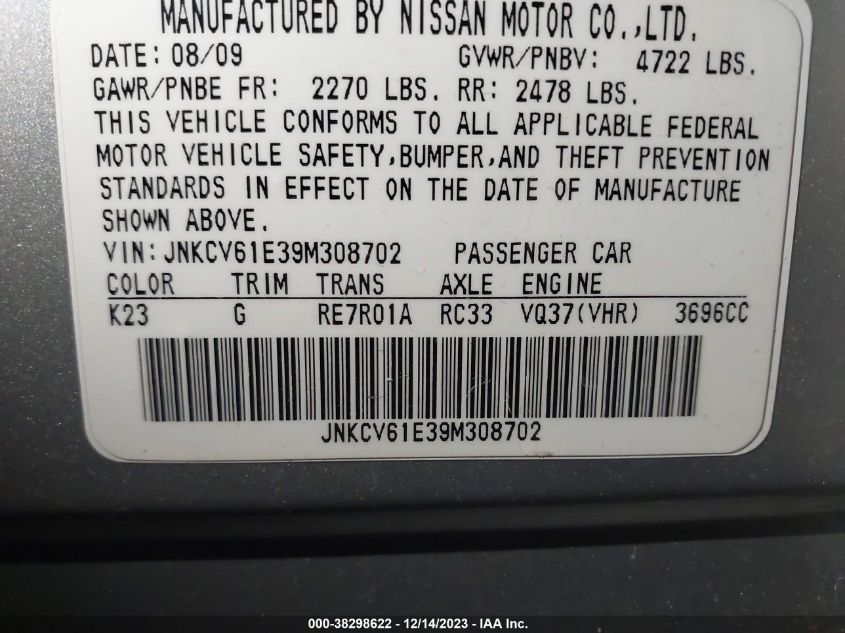 MANUFACTURED BY NISSAN MOTOR CO.,LTD.
DATE: 08/09 GVWR/PNBV: 4722 LBS.
GAWR/PNBE FR: 2270 LBS. RR: 2478 LBS.
THIS VEHICLE CONFORMS TO ALL APPLICABLE FEDERAL
MOTOR VEHICLE SAFETY,BUMPER,AND THEFT PREVENTION
STANDARDS IN EFFECT ON THE DATE OF MANUFACTURE
SHOWN ABOVE.
VIN:JNKCV61E39M308702 PASSENGER CAR
COLOR TRIM TRANS AXLE ENGINE
K23 G RE7R01A RC33 VQ37(VHR) 3696CC
JNKCV61E39M308702
000-38298622 - 12/14/2023 - IAA Inc.